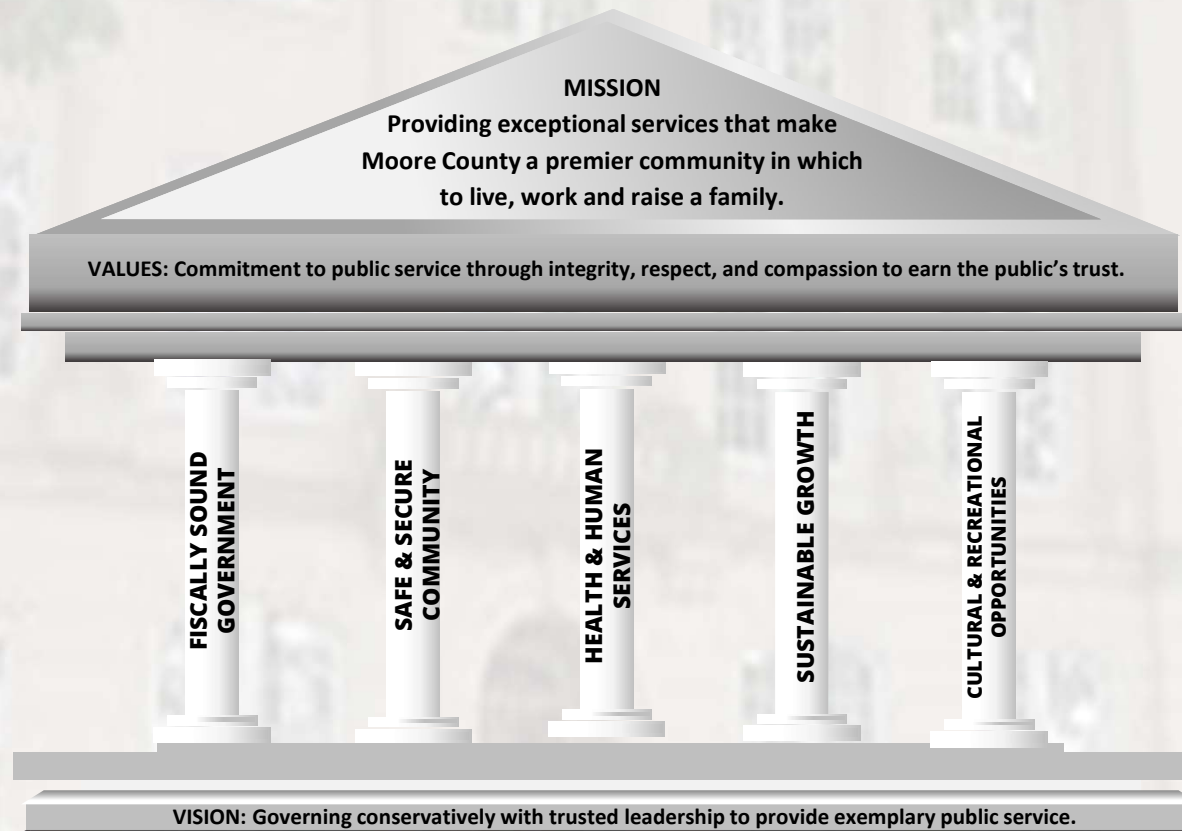 MISSION
Providing exceptional services that make
Moore County a premier community in which
to live, work and raise a family.
VALUES: Commitment to public service through integrity, respect, and compassion to earn the public's trust.
FISCALLY SOUND
GOVERNMENT
SAFE & SECURE
COMMUNITY
HEALTH & HUMAN
SERVICES
SUSTAINABLE GROWTH
CULTURAL & RECREATIONAL
OPPORTUNITIES
VISION: Governing conservatively with trusted leadership to provide exemplary public service.